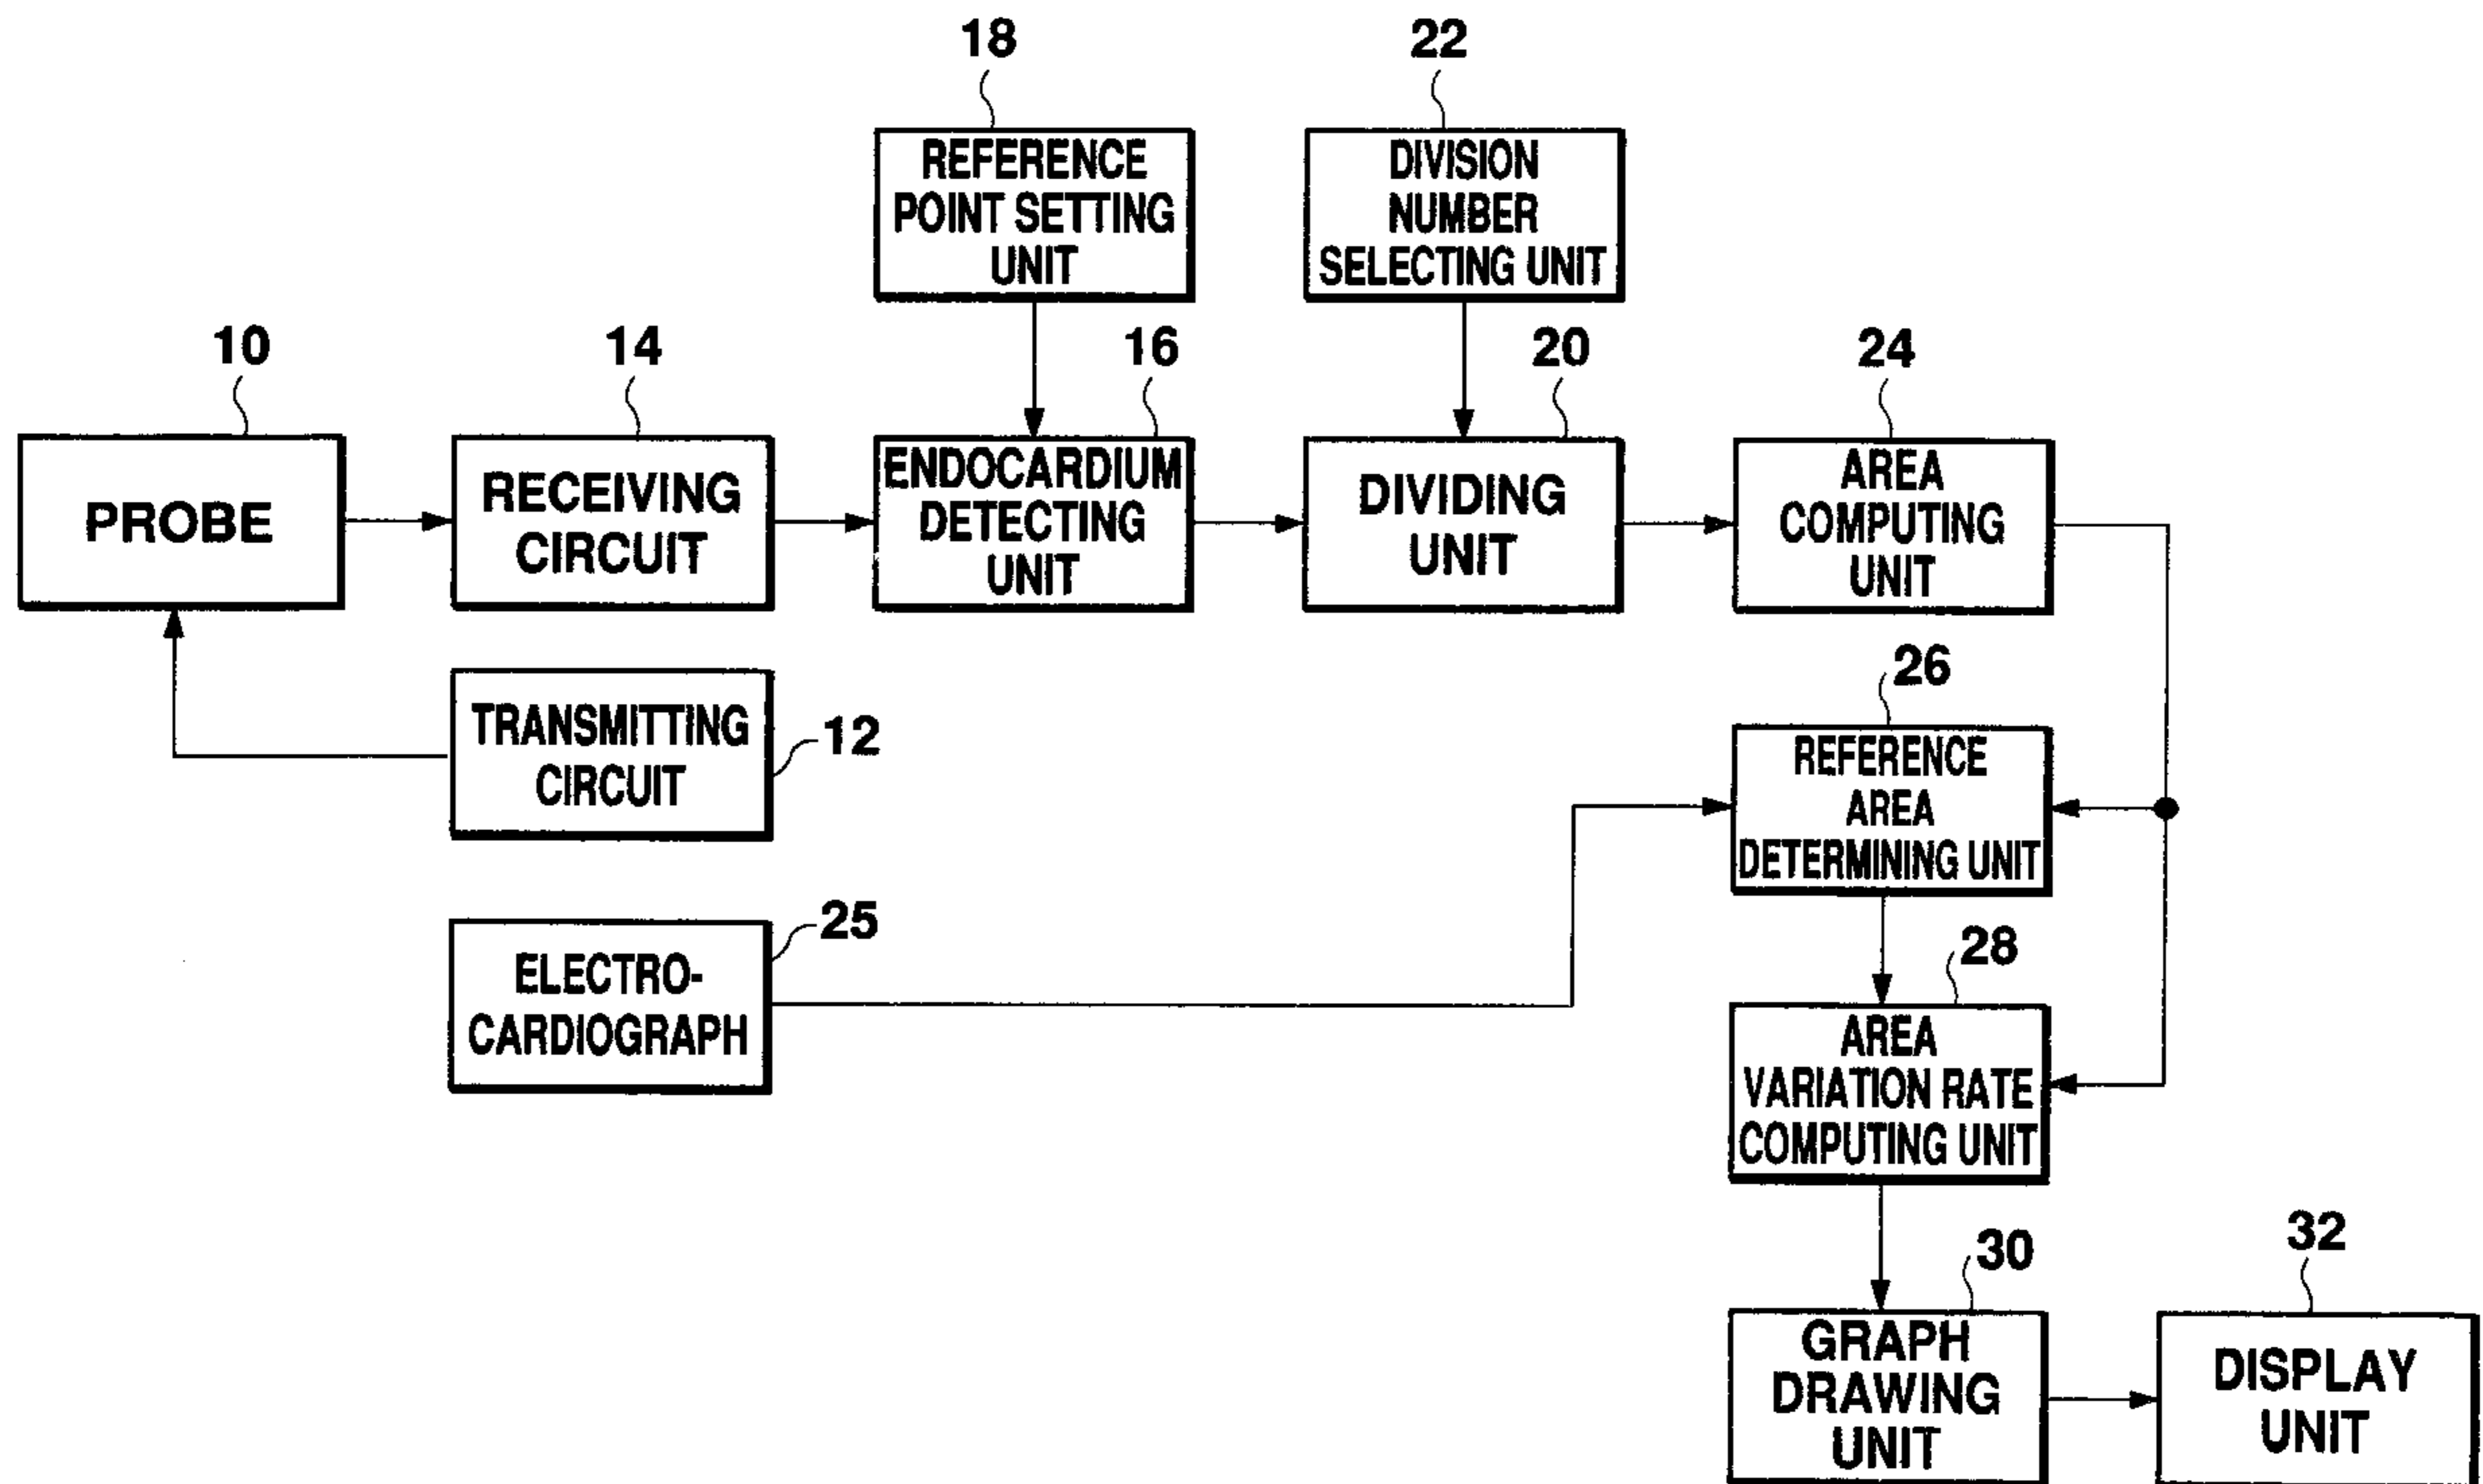 18
22
REFERENCE
POINT SETTING
UNIT
DIVISION
NUMBER
SELECTING UNIT
10
14
16
20
24
PROBE
RECEIVING
CIRCUIT
ENDOCARDIUM
DETECTING
UNIT
DIVIDING
UNIT
AREA
COMPUTING
UNIT
TRANSMITTING
CIRCUIT
12
26
REFERENCE
AREA
DETERMINING UNIT
ELECTRO-
CARDIOGRAPH
25
28
AREA
VARIATION RATE
COMPUTING UNIT
30
32
GRAPH
DRAWING
UNIT
DISPLAY
UNIT